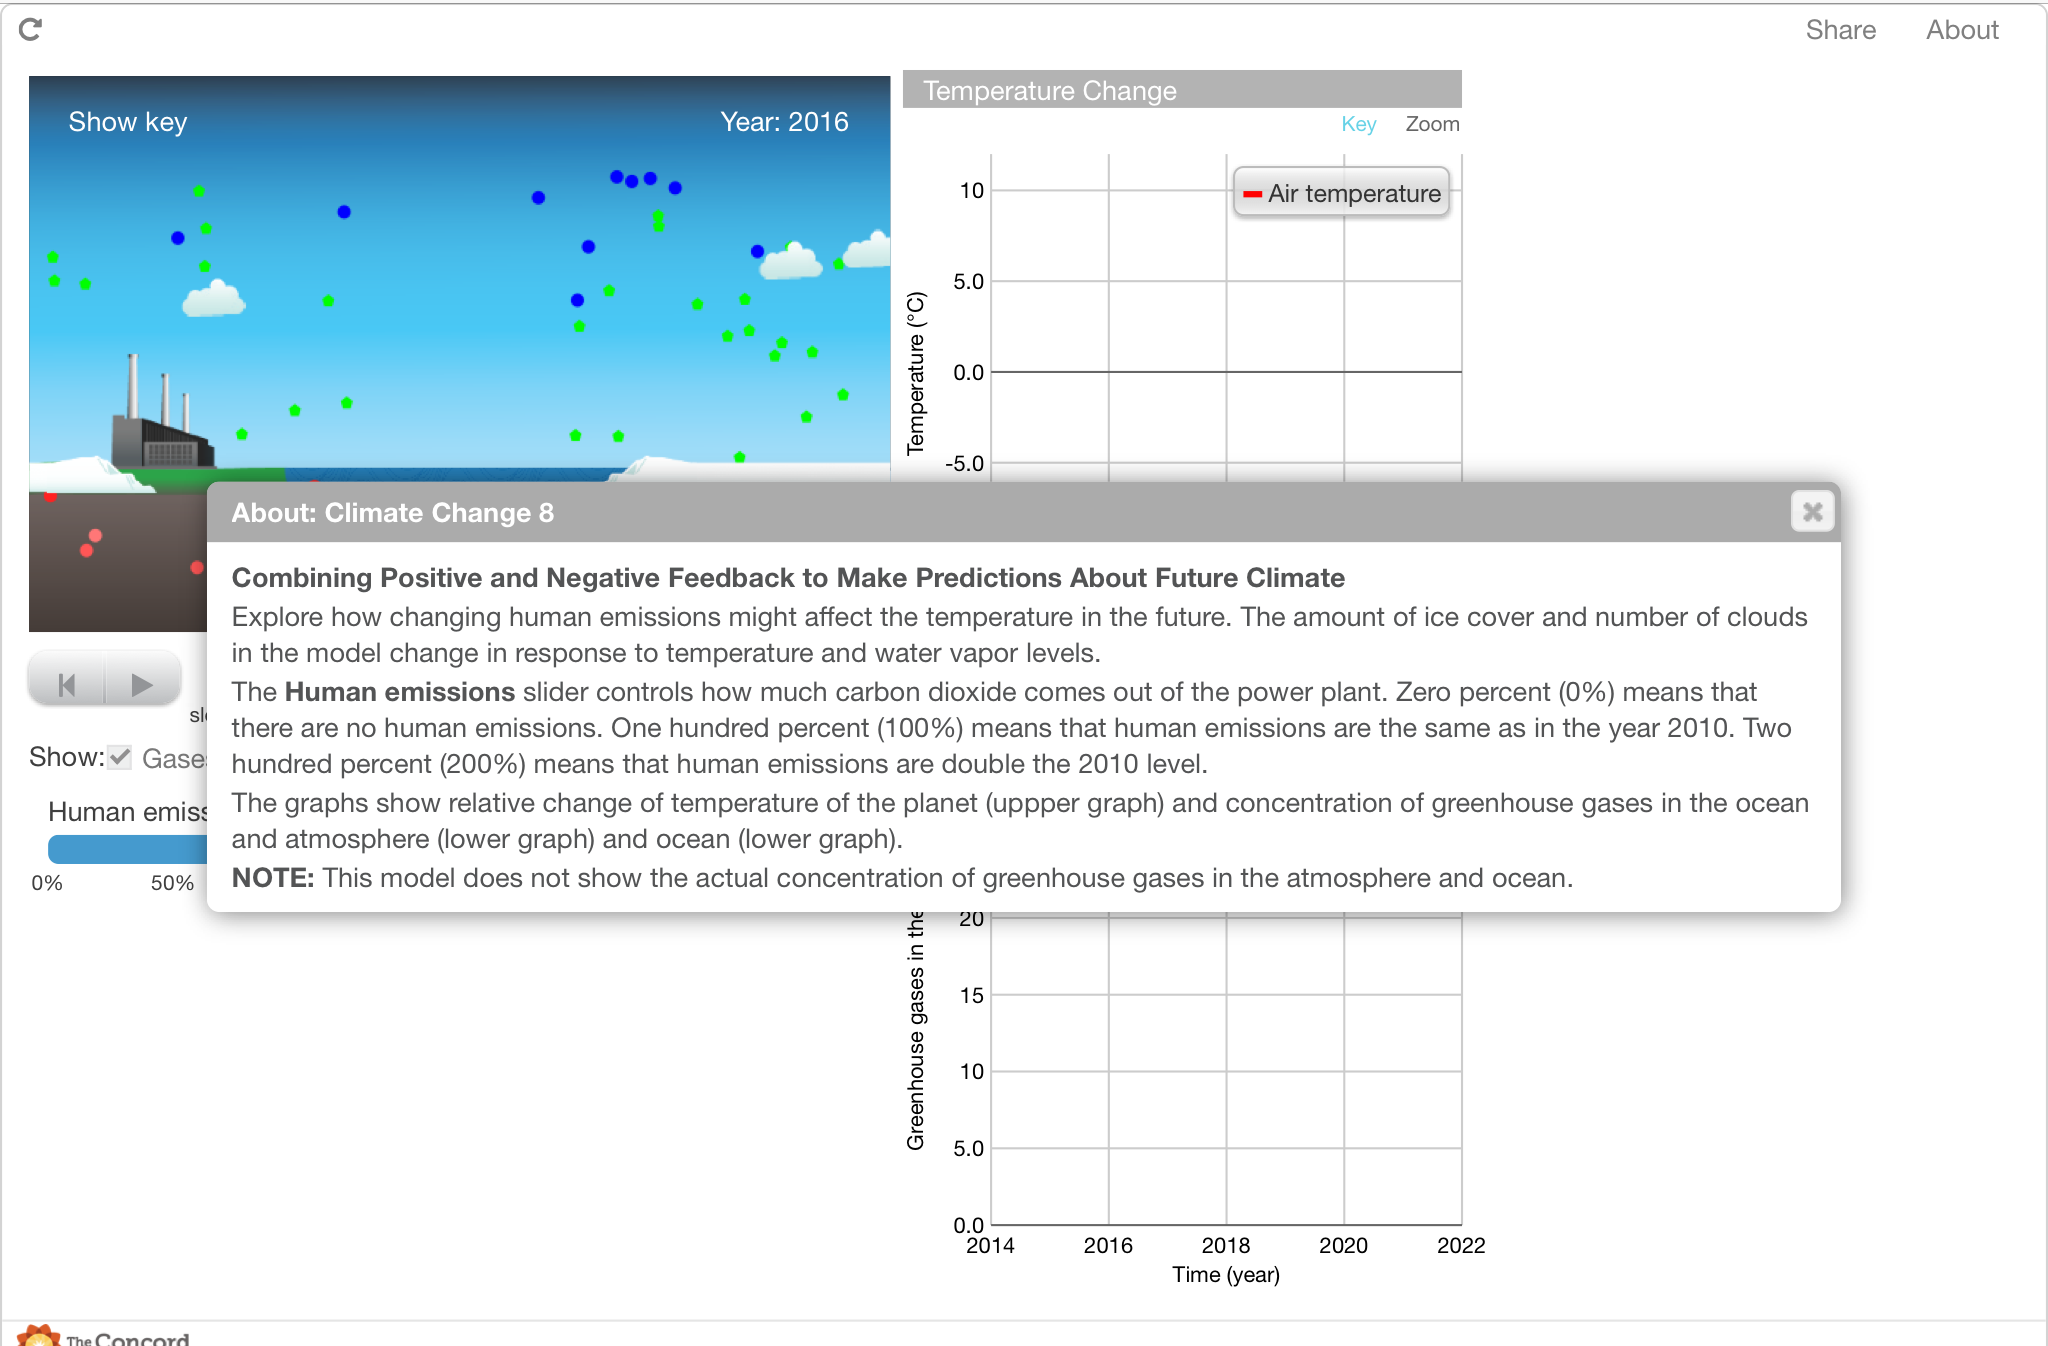 Share About
Show key
Year: 2016
Temperature Change
Key Zoom
Air temperature
10
5.0
0.0
-5.0
Temperature (°C)
About: Climate Change 8
Combining Positive and Negative Feedback to Make Predictions About Future Climate
Explore how changing human emissions might affect the temperature in the future. The amount of ice cover and number of clouds
in the model change in response to temperature and water vapor levels.
The Human emissions slider controls how much carbon dioxide comes out of the power plant. Zero percent (0%) means that
there are no human emissions. One hundred percent (100%) means that human emissions are the same as in the year 2010. Two
hundred percent (200%) means that human emissions are double the 2010 level.
The graphs show relative change of temperature of the planet (uppper graph) and concentration of greenhouse gases in the ocean
and atmosphere (lower graph) and ocean (lower graph).
NOTE: This model does not show the actual concentration of greenhouse gases in the atmosphere and ocean.
Show:
Human
0% 50%
Greenhouse gases in the
20
15
10
5.0
0.0
2014 2016 2018 2020 2022
Time (year)
The Concord